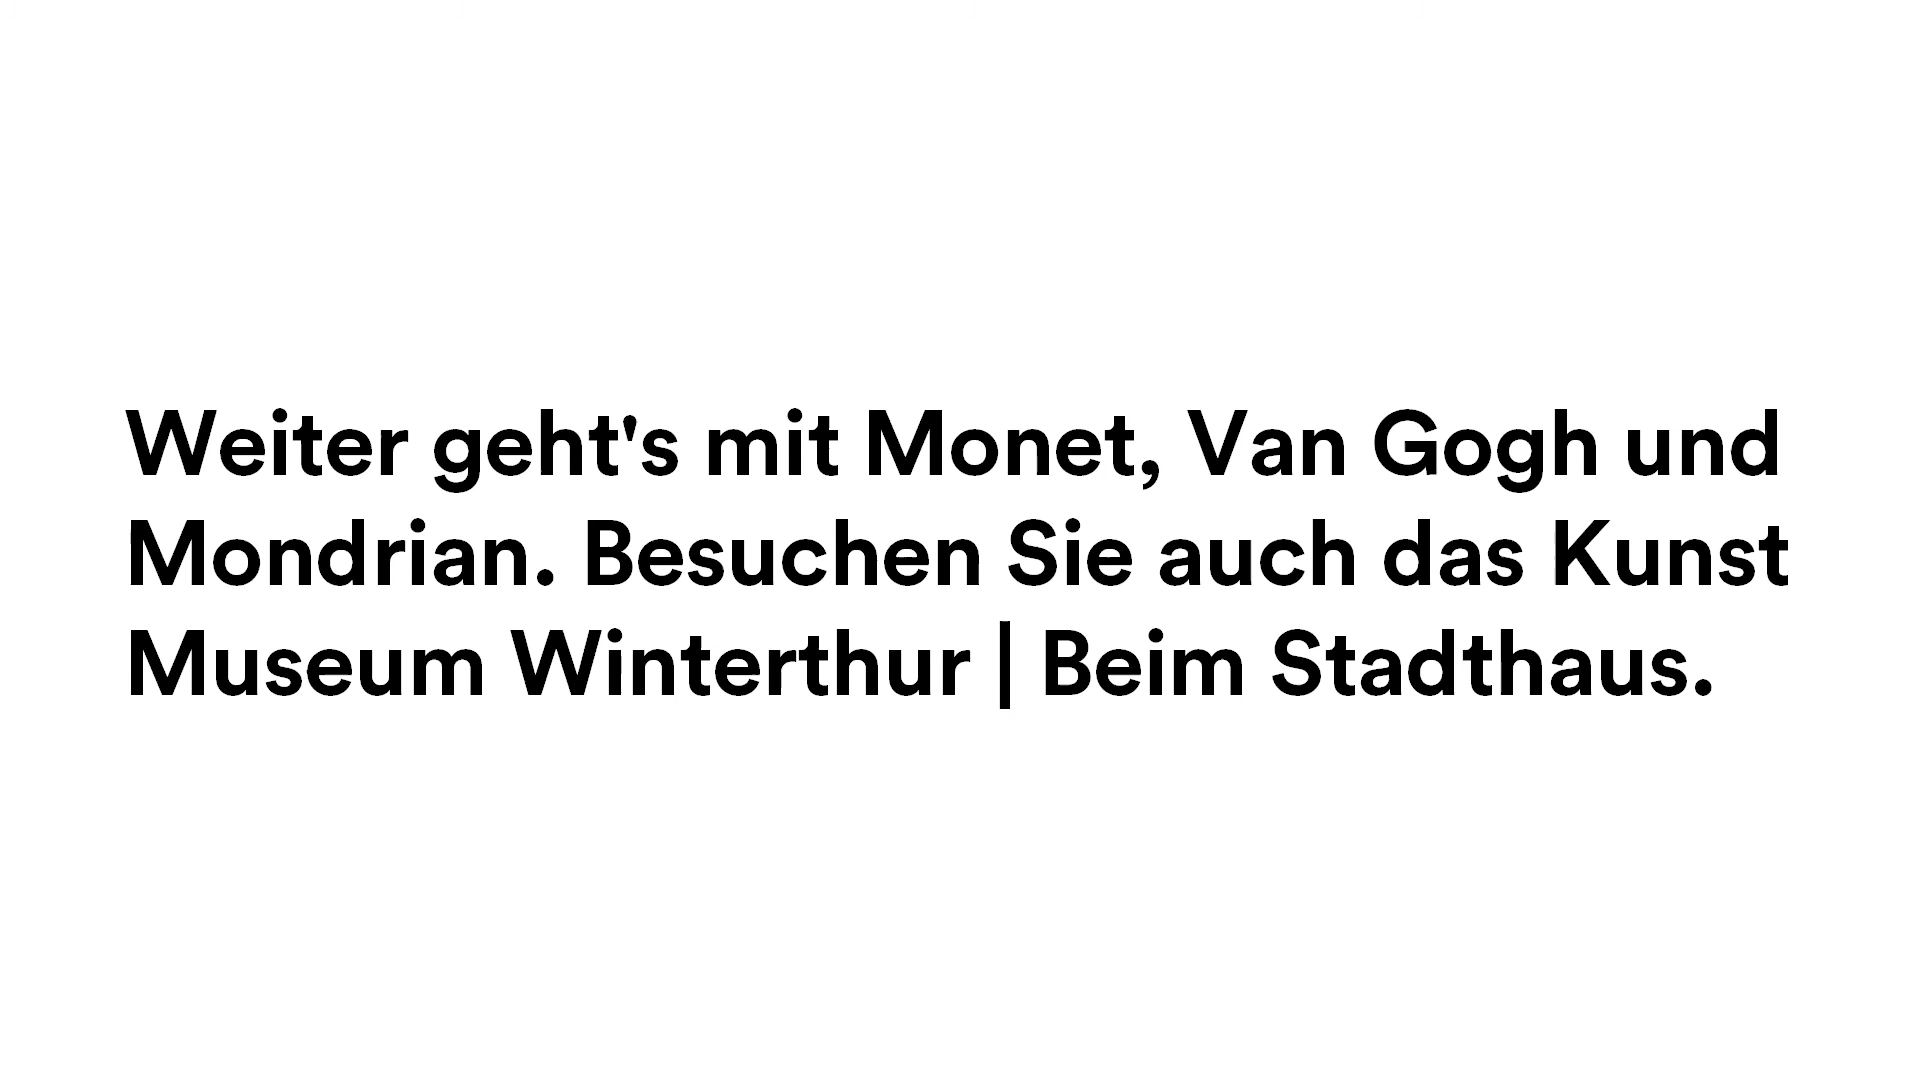 Weiter geht's mit Monet, Van Gogh und
Mondrian. Besuchen Sie auch das Kunst
Museum Winterthur | Beim Stadthaus.